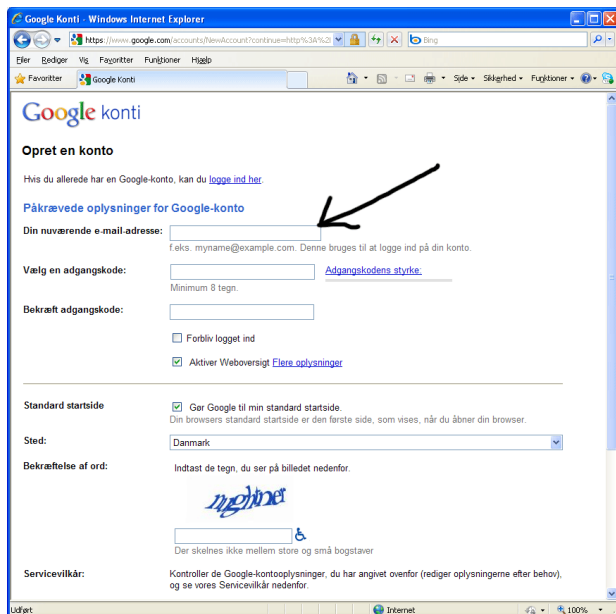 Google Konti - Windows Internet Explorer
https://www.google.com/accounts/NewAccount?continue=http%3A%2
Bing
Filer Rediger Vis Favoritter Funktioner Hjælp
Favoritter Google Konti Side Sikkerhed Funktioner
Google konti
Opret en konto
Hvis du allerede har en Google-konto, kan du logge ind her.
Påkrævede oplysninger for Google-konto
Din nuværende e-mail-adresse:
f.eks. myname@example.com. Denne bruges til at logge ind på din konto.
Vælg en adgangskode: Adgangskodens styrke:
Minimum 8 tegn.
Bekræft adgangskode:
Forbliv logget ind
Aktiver Weboversigt Flere oplysninger
Standard startside Gør Google til min standard startside.
Din browsers standard startside er den første side, som vises, når du åbner din browser.
Sted: Danmark
Bekræftelse af ord: Indtast de tegn, du ser på billedet nedenfor.
Der skelnes ikke mellem store og små bogstaver
Servicevilkår: Kontroller de Google-kontooplysninger, du har angivet ovenfor (rediger oplysningerne efter behov),
og se vores Servicevilkår nedenfor.
Udført Internet 100%